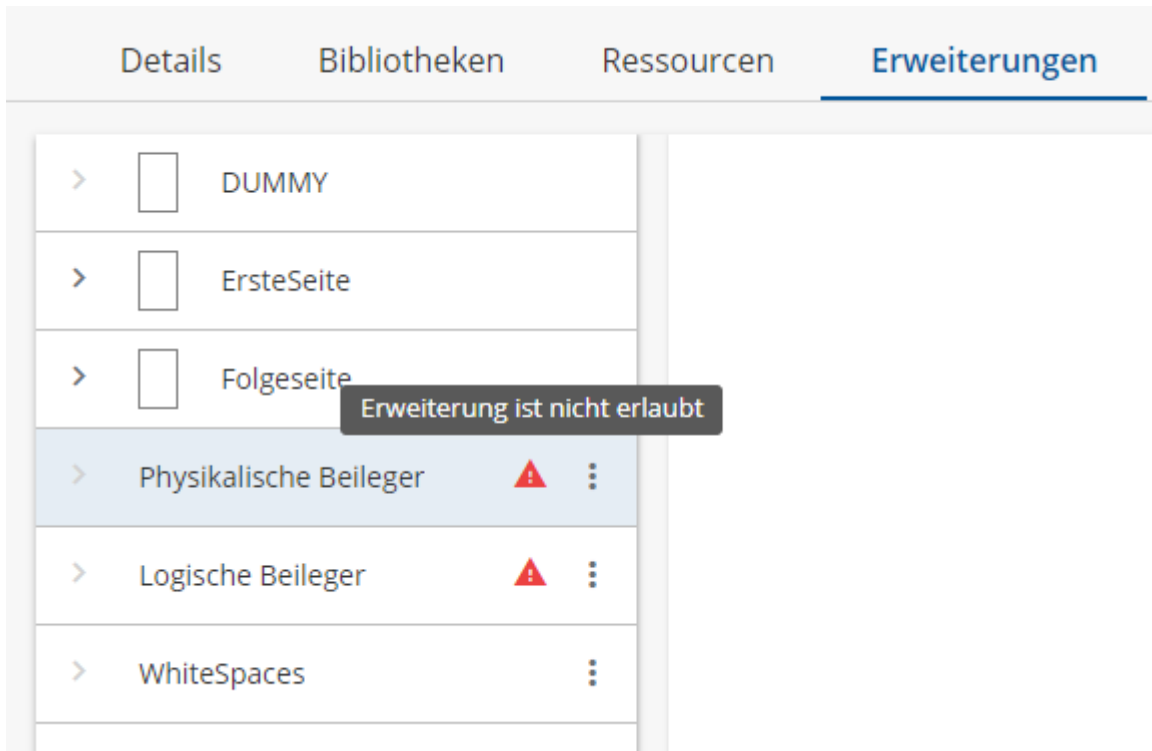 Details Bibliotheken Ressourcen Erweiterungen
DUMMY
ErsteSeite
Folgeseite
Erweiterung ist nicht erlaubt
Physikalische Beileger
Logische Beileger
WhiteSpaces